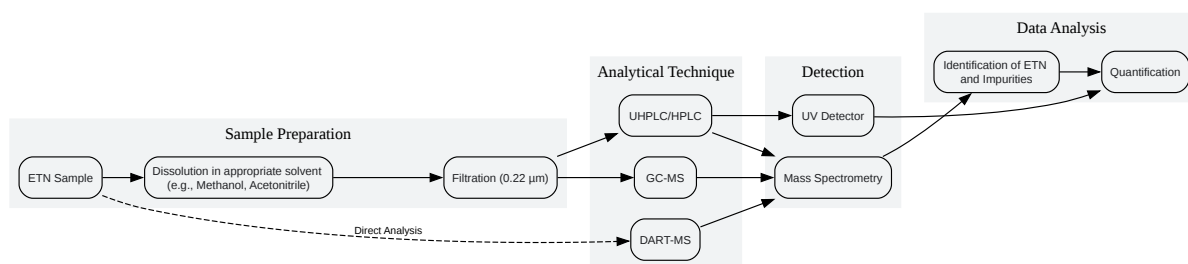 Data Analysis
Identification of ETN
and Impurities
Quantification
Analytical Technique
Detection
UHPLC/HPLC
UV Detector
Sample Preparation
ETN Sample
Dissolution in appropriate solvent
(e.g., Methanol, Acetonitrile)
Filtration (0.22 µm)
GC-MS
Mass Spectrometry
Direct Analysis
DART-MS